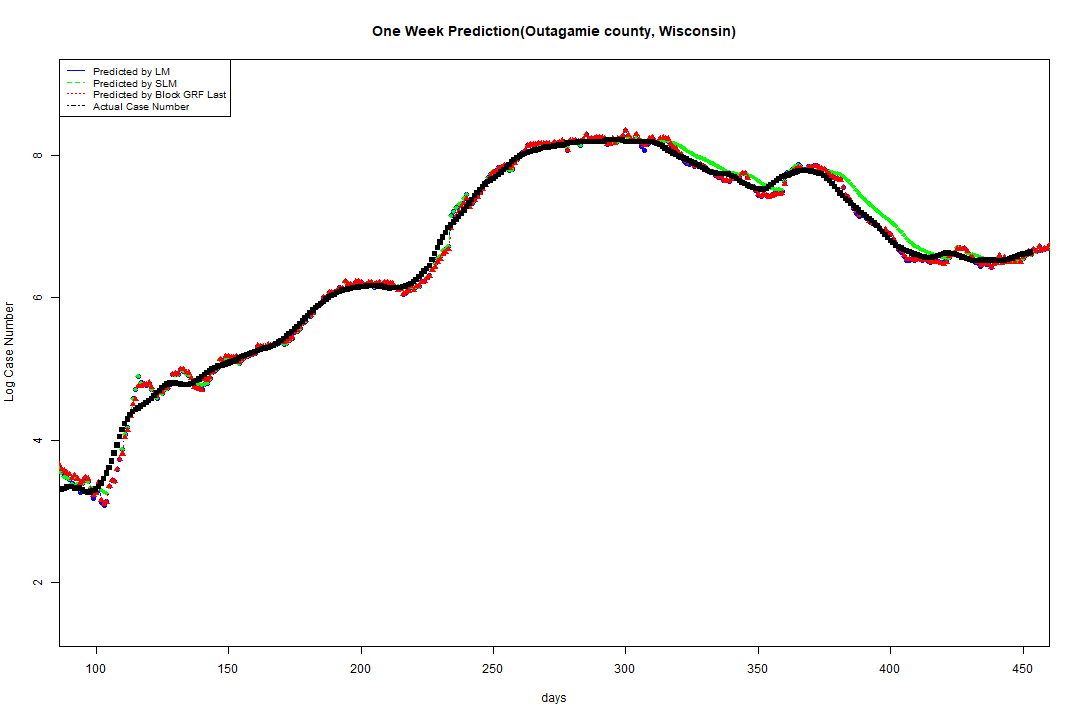 One Week Prediction(Outagamie county, Wisconsin)
Predicted by LM
Predicted by SLM
Predicted by Block GRF Last
Actual Case Number
8
6
4
2
Log Case Number
100 150 200 250 300 350 400 450
days